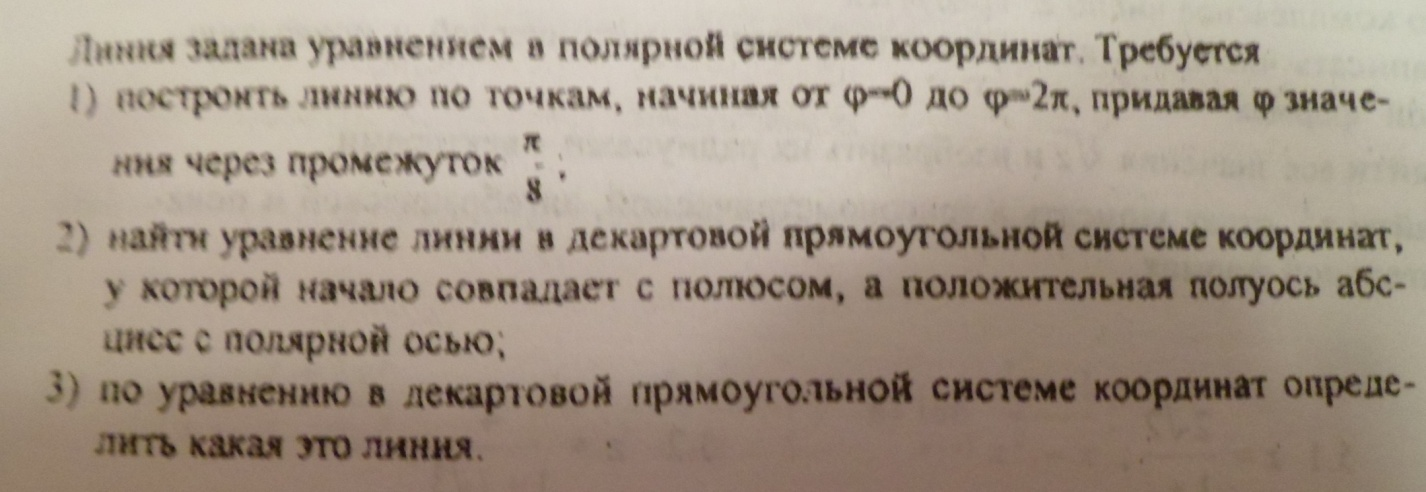 Линия задана уравнением в полярной системе координат. Требуется
1) построить линию по точкам, начиная от φ=0 до φ=2π, придавая φ значе-
ния через промежуток π/8;
2) найти уравнение линии в декартовой прямоугольной системе координат,
у которой начало совпадает с полюсом, а положительная полуось абс-
цисс с полярной осью;
3) по уравнению в декартовой прямоугольной системе координат опреде-
лить какая это линия.